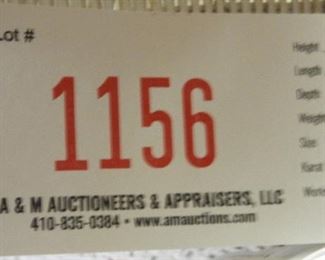 Lot #
1156
A & M AUCTIONEERS & APPRAISERS, LLC
410-835-0384 • www.amauctions.com
Height
Length
Depth
Weight
Size
Karat